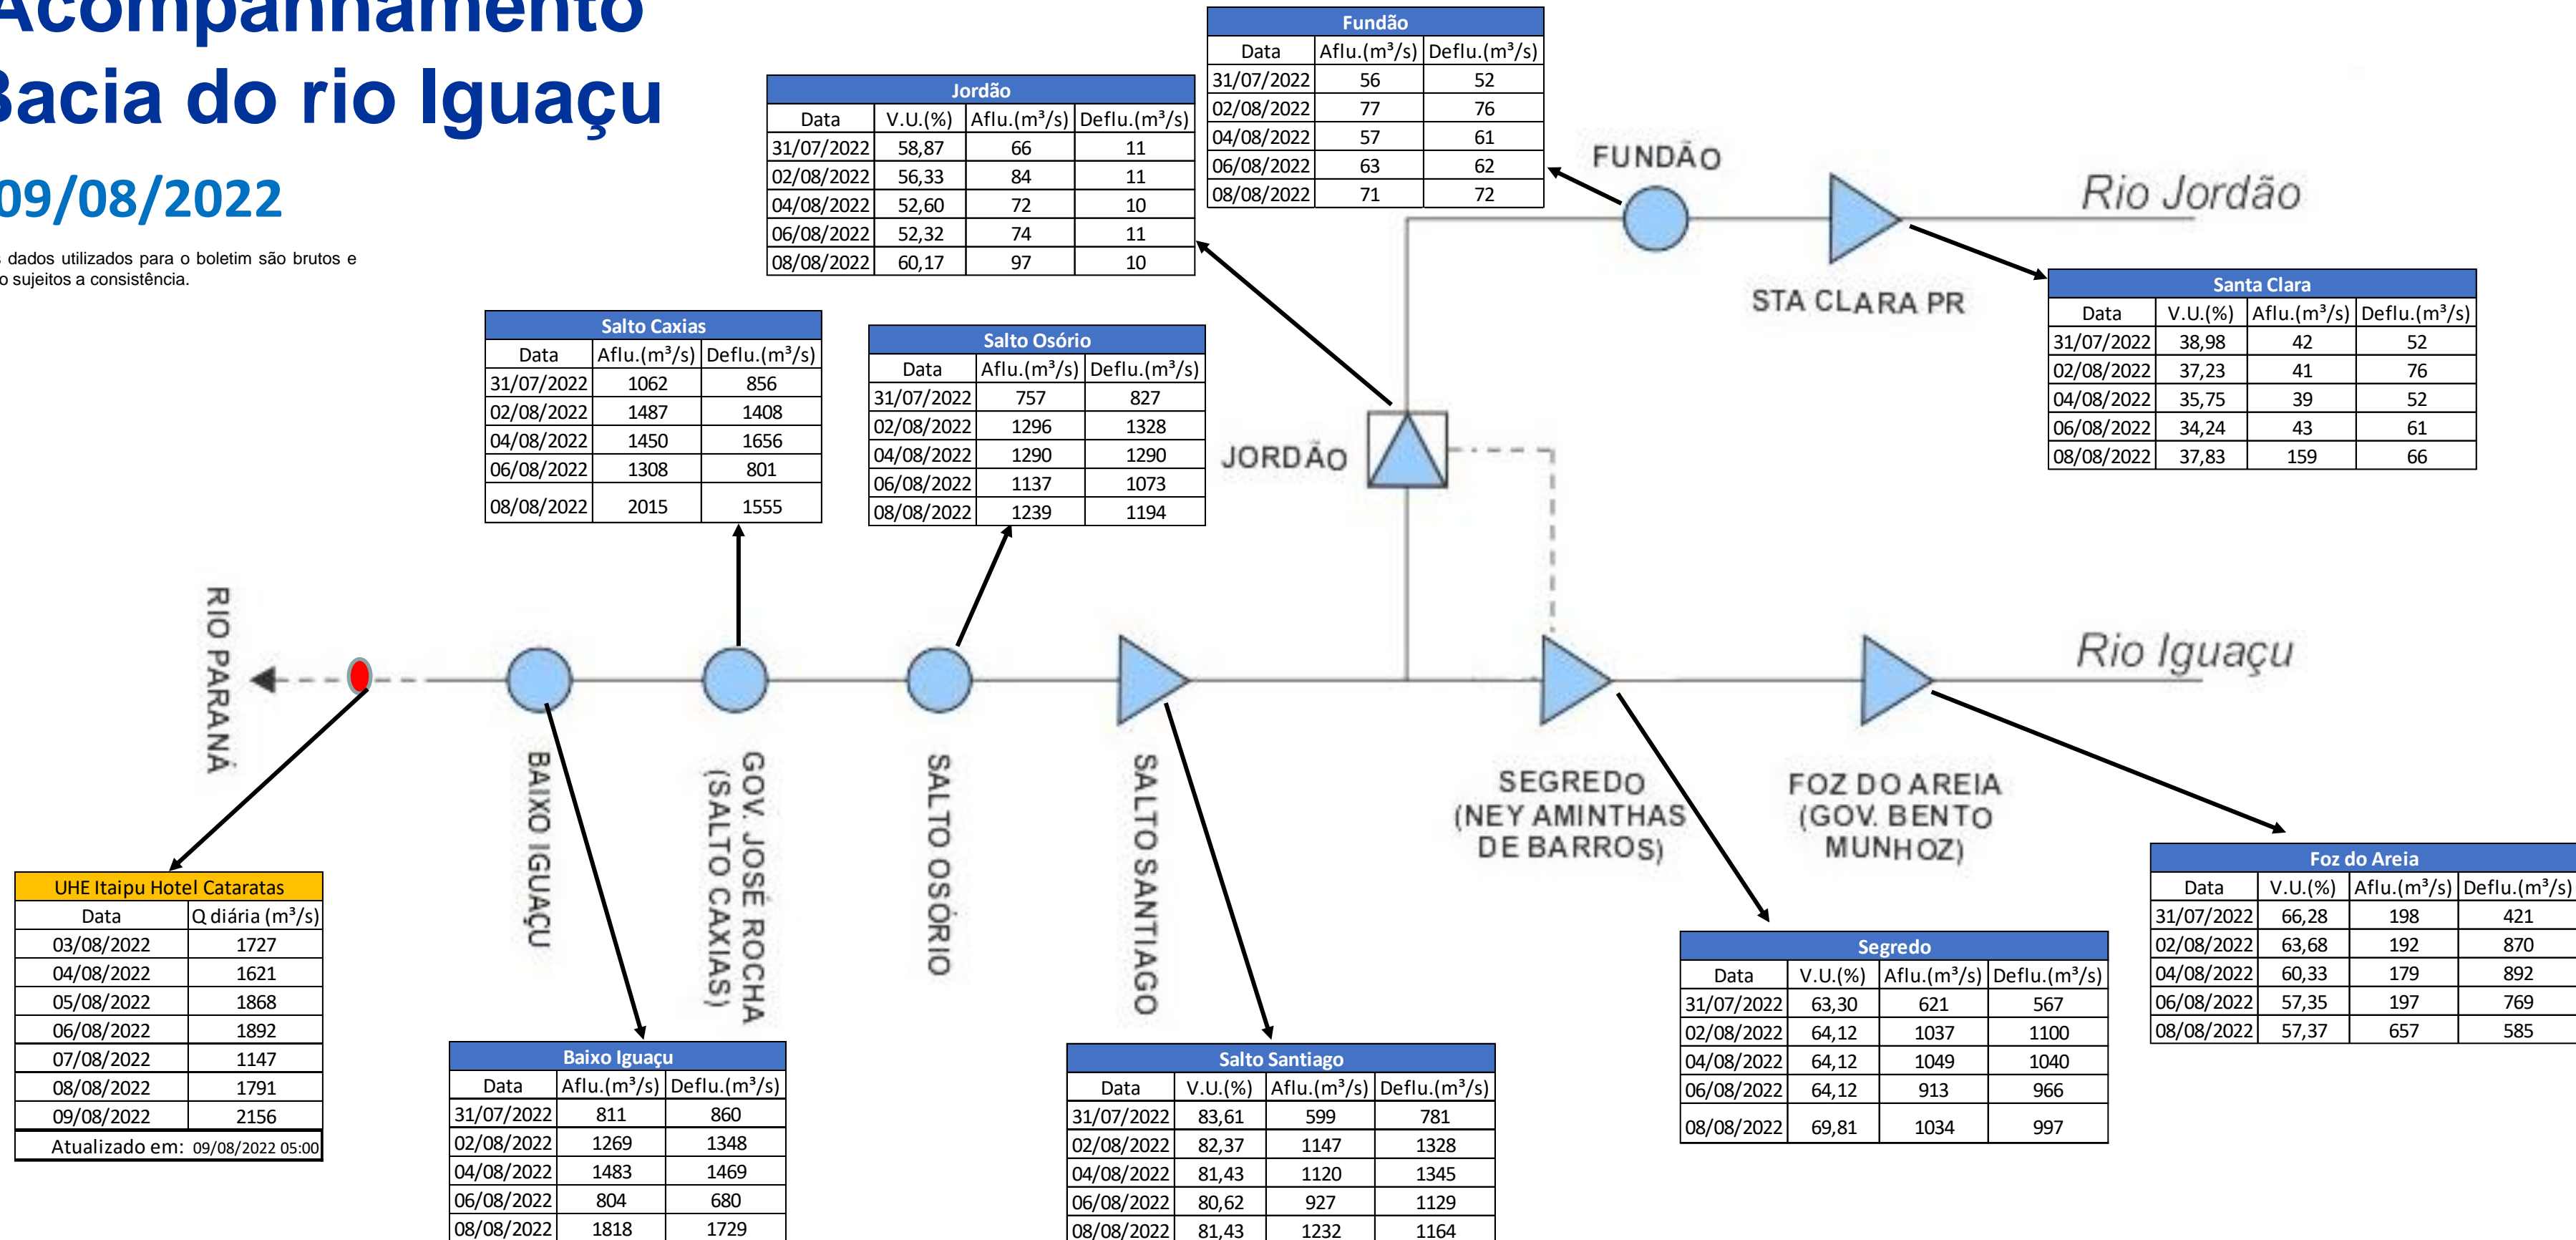 Acompanhamento
Bacia do rio Iguaçu
09/08/2022
s dados utilizados para o boletim são brutos e
o sujeitos a consistência.
Fundão
Data Aflu.(m³/s) Deflu.(m³/s)
31/07/2022 56 52
02/08/2022 77 76
04/08/2022 57 61
06/08/2022 63 62
08/08/2022 71 72
Jordão
Data V.U.(%) Aflu.(m³/s) Deflu.(m³/s)
31/07/2022 58,87 66 11
02/08/2022 56,33 84 11
04/08/2022 52,60 72 10
06/08/2022 52,32 74 11
08/08/2022 60,17 97 10
FUNDÃO
Rio Jordão
STA CLARA PR
Santa Clara
Data V.U.(%) Aflu.(m³/s) Deflu.(m³/s)
31/07/2022 38,98 42 52
02/08/2022 37,23 41 76
04/08/2022 35,75 39 52
06/08/2022 34,24 43 61
08/08/2022 37,83 159 66
Salto Caxias
Data Aflu.(m³/s) Deflu.(m³/s)
31/07/2022 1062 856
02/08/2022 1487 1408
04/08/2022 1450 1656
06/08/2022 1308 801
08/08/2022 2015 1555
Salto Osório
Data Aflu.(m³/s) Deflu.(m³/s)
31/07/2022 757 827
02/08/2022 1296 1328
04/08/2022 1290 1290
06/08/2022 1137 1073
08/08/2022 1239 1194
JORDÃO
RIO PARANÁ
Rio Iguaçu
BAIXO IGUAÇU
GOV. JOSÉ ROCHA
(SALTO CAXIAS)
SALTO OSÓRIO
SALTO SANTIAGO
SEGREDO
(NEY AMINTHAS
DE BARROS)
FOZ DO AREIA
(GOV. BENTO
MUNHOZ)
UHE Itaipu Hotel Cataratas
Data Q diária (m³/s)
03/08/2022 1727
04/08/2022 1621
05/08/2022 1868
06/08/2022 1892
07/08/2022 1147
08/08/2022 1791
09/08/2022 2156
Atualizado em: 09/08/2022 05:00
Baixo Iguaçu
Data Aflu.(m³/s) Deflu.(m³/s)
31/07/2022 811 860
02/08/2022 1269 1348
04/08/2022 1483 1469
06/08/2022 804 680
08/08/2022 1818 1729
Salto Santiago
Data V.U.(%) Aflu.(m³/s) Deflu.(m³/s)
31/07/2022 83,61 599 781
02/08/2022 82,37 1147 1328
04/08/2022 81,43 1120 1345
06/08/2022 80,62 927 1129
08/08/2022 81,43 1232 1164
Segredo
Data V.U.(%) Aflu.(m³/s) Deflu.(m³/s)
31/07/2022 63,30 621 567
02/08/2022 64,12 1037 1100
04/08/2022 64,12 1049 1040
06/08/2022 64,12 913 966
08/08/2022 69,81 1034 997
Foz do Areia
Data V.U.(%) Aflu.(m³/s) Deflu.(m³/s)
31/07/2022 66,28 198 421
02/08/2022 63,68 192 870
04/08/2022 60,33 179 892
06/08/2022 57,35 197 769
08/08/2022 57,37 657 585